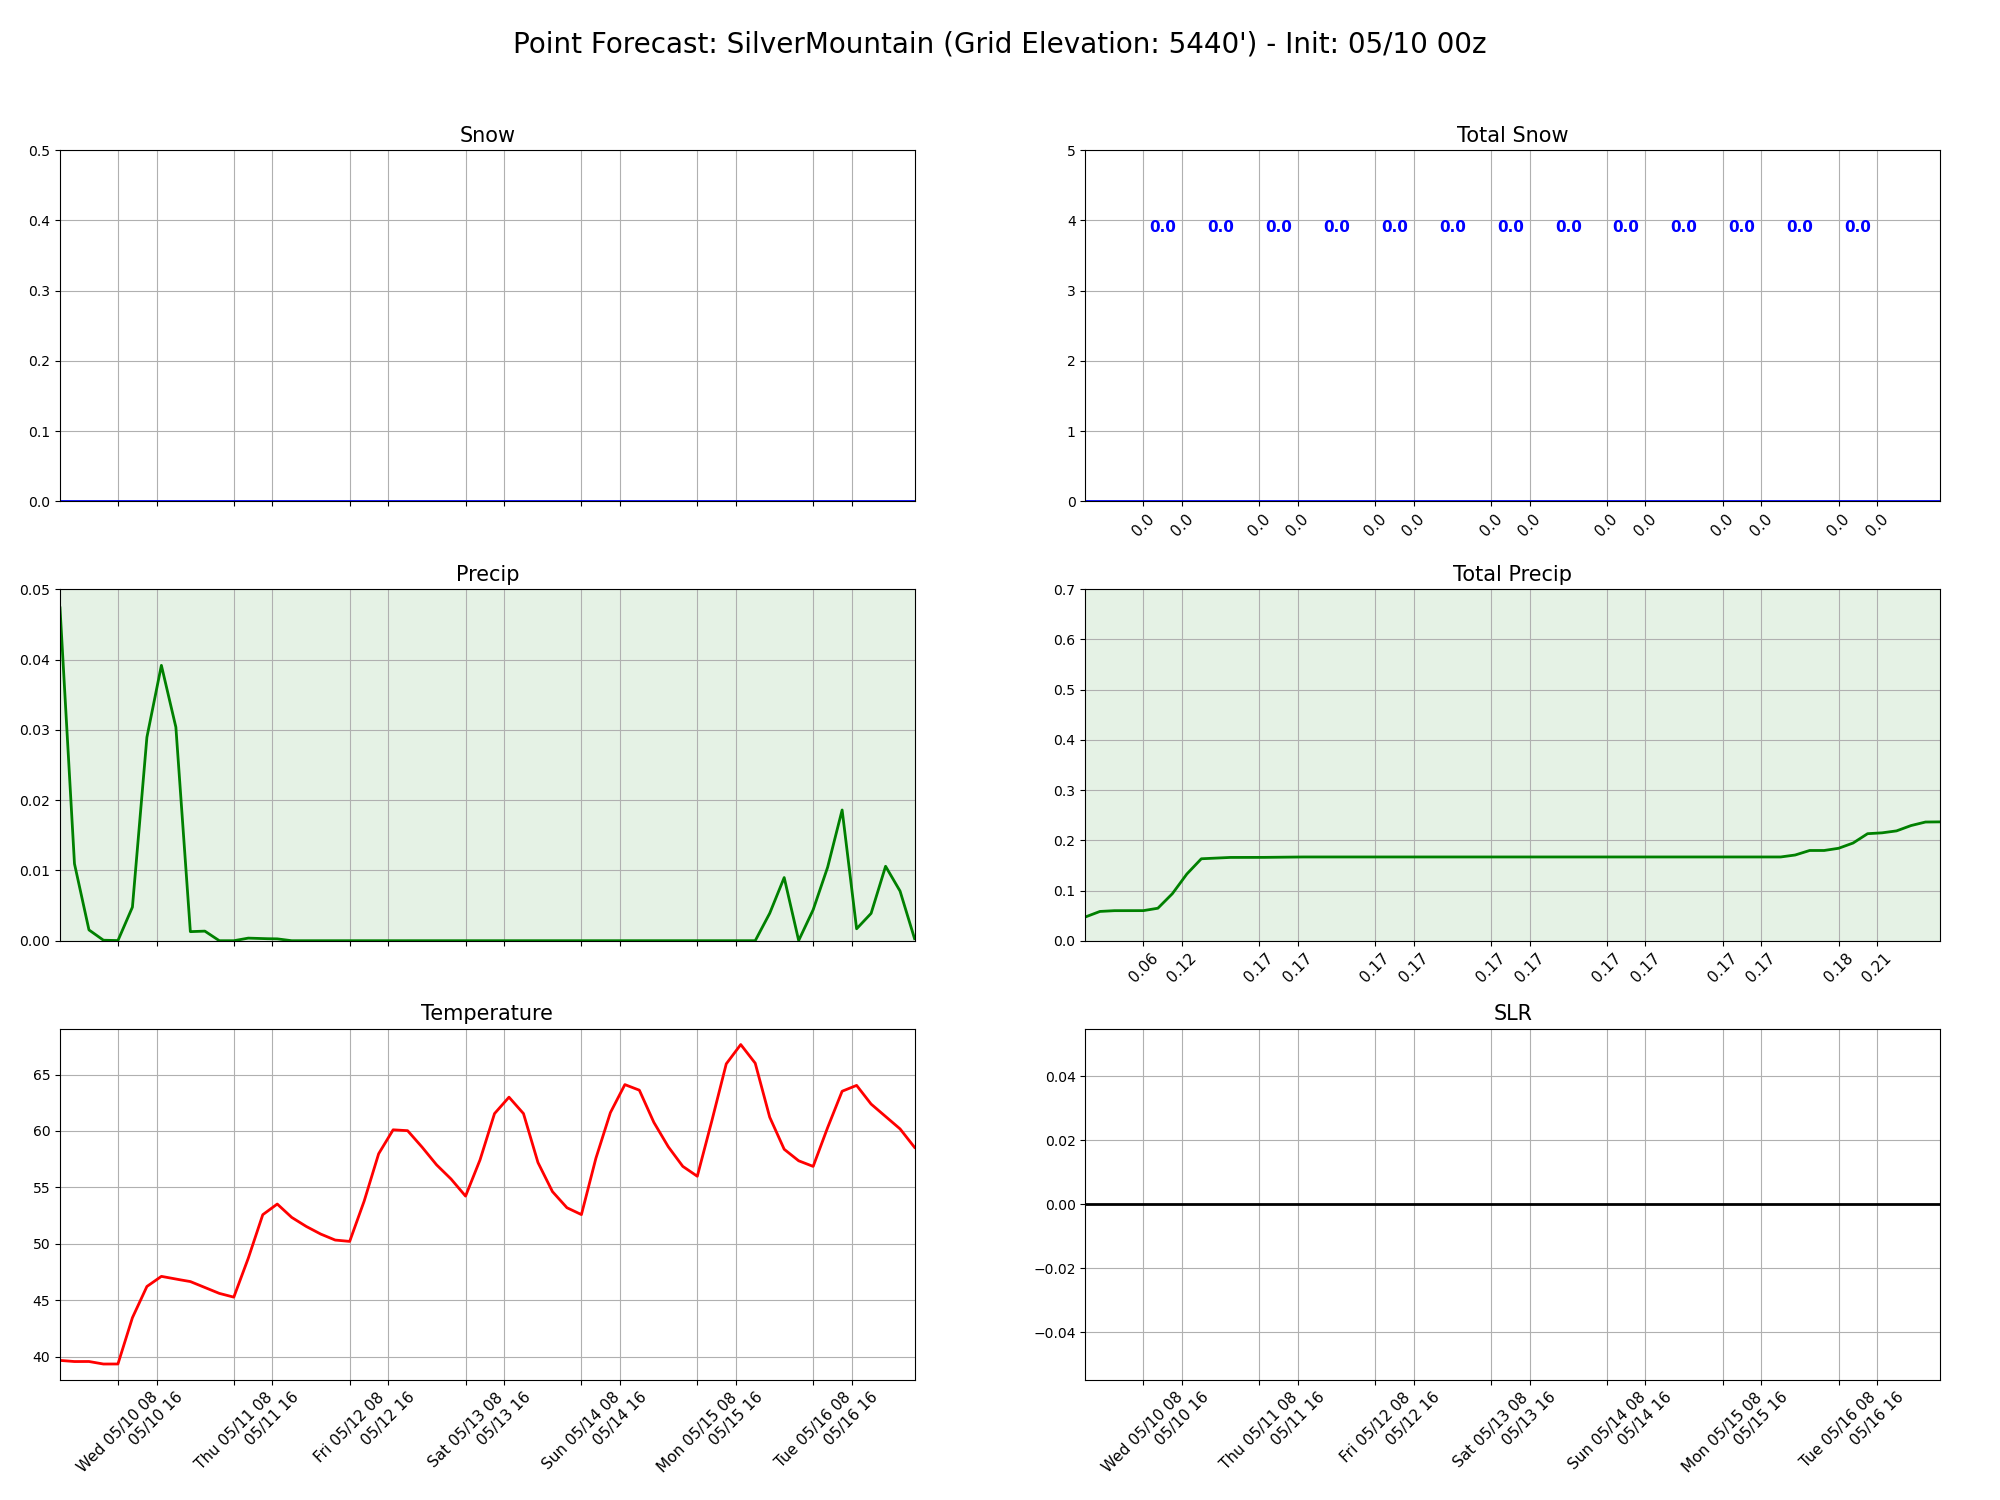 Point Forecast: SilverMountain (Grid Elevation: 5440') - Init: 05/10 00z
Snow
0.5
0.4
0.3
0.2
0.1
0.0
Total Snow
5
4
3
2
1
0
0.0 0.0 0.0 0.0 0.0 0.0 0.0 0.0 0.0 0.0 0.0 0.0 0.0
0.0 0.0 0.0 0.0 0.0 0.0 0.0 0.0 0.0 0.0 0.0 0.0 0.0 0.0
Precip
0.05
0.04
0.03
0.02
0.01
0.00
Total Precip
0.7
0.6
0.5
0.4
0.3
0.2
0.1
0.0
0.06 0.12 0.17 0.17 0.17 0.17 0.17 0.17 0.17 0.17 0.17 0.17 0.18 0.21
Temperature
65
60
55
50
45
40
Wed 05/10 08
05/10 16
Thu 05/11 08
05/11 16
Fri 05/12 08
05/12 16
Sat 05/13 08
05/13 16
Sun 05/14 08
05/14 16
Mon 05/15 08
05/15 16
Tue 05/16 08
05/16 16
SLR
0.04
0.02
0.00
−0.02
−0.04
Wed 05/10 08
05/10 16
Thu 05/11 08
05/11 16
Fri 05/12 08
05/12 16
Sat 05/13 08
05/13 16
Sun 05/14 08
05/14 16
Mon 05/15 08
05/15 16
Tue 05/16 08
05/16 16